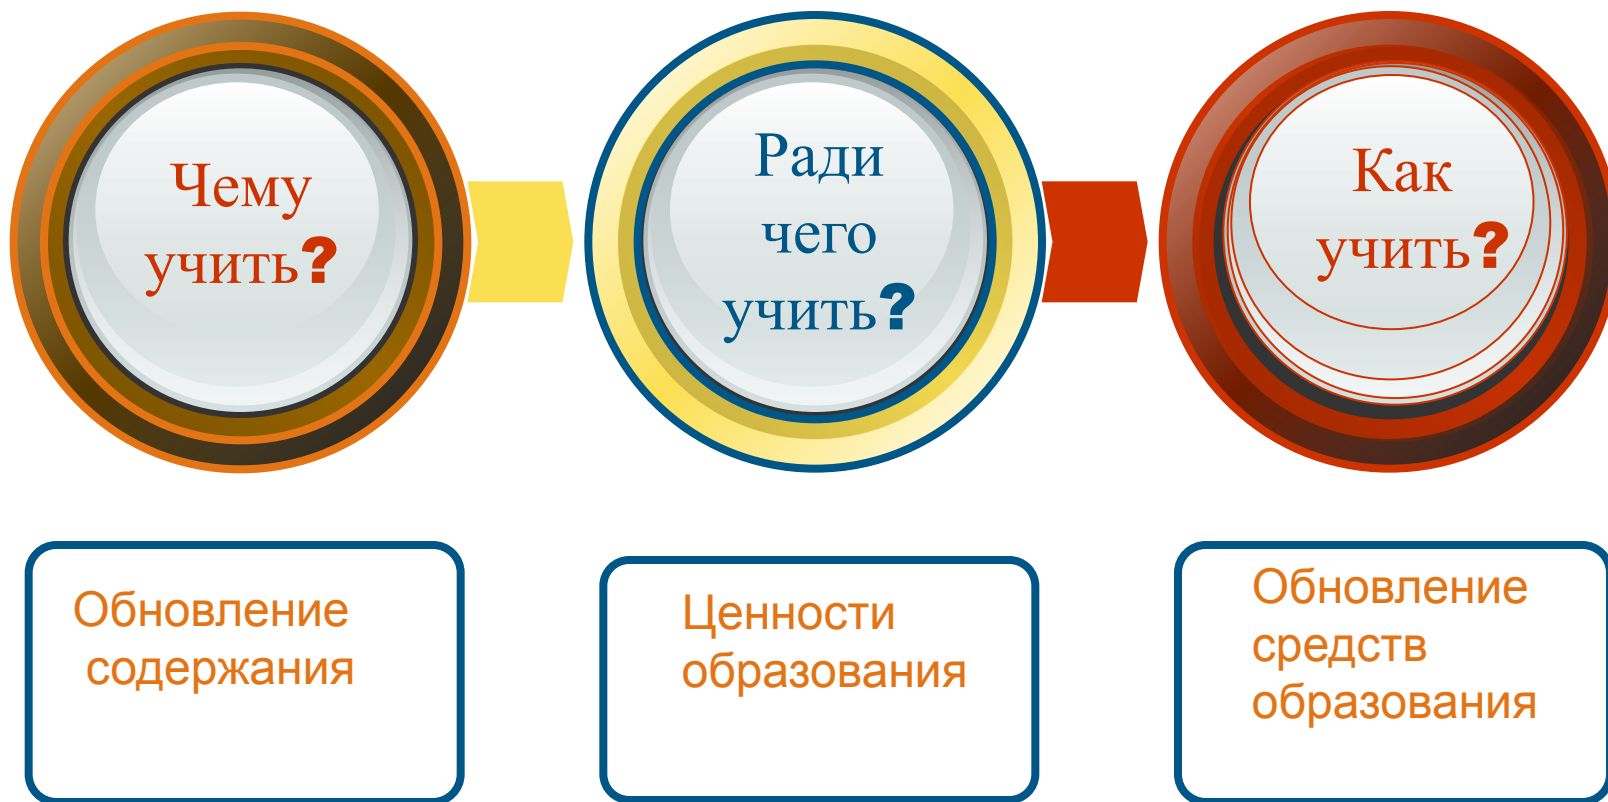 Чему
учить?
Ради
чего
учить?
Как
учить?
Обновление
содержания
Ценности
образования
Обновление
средств
образования